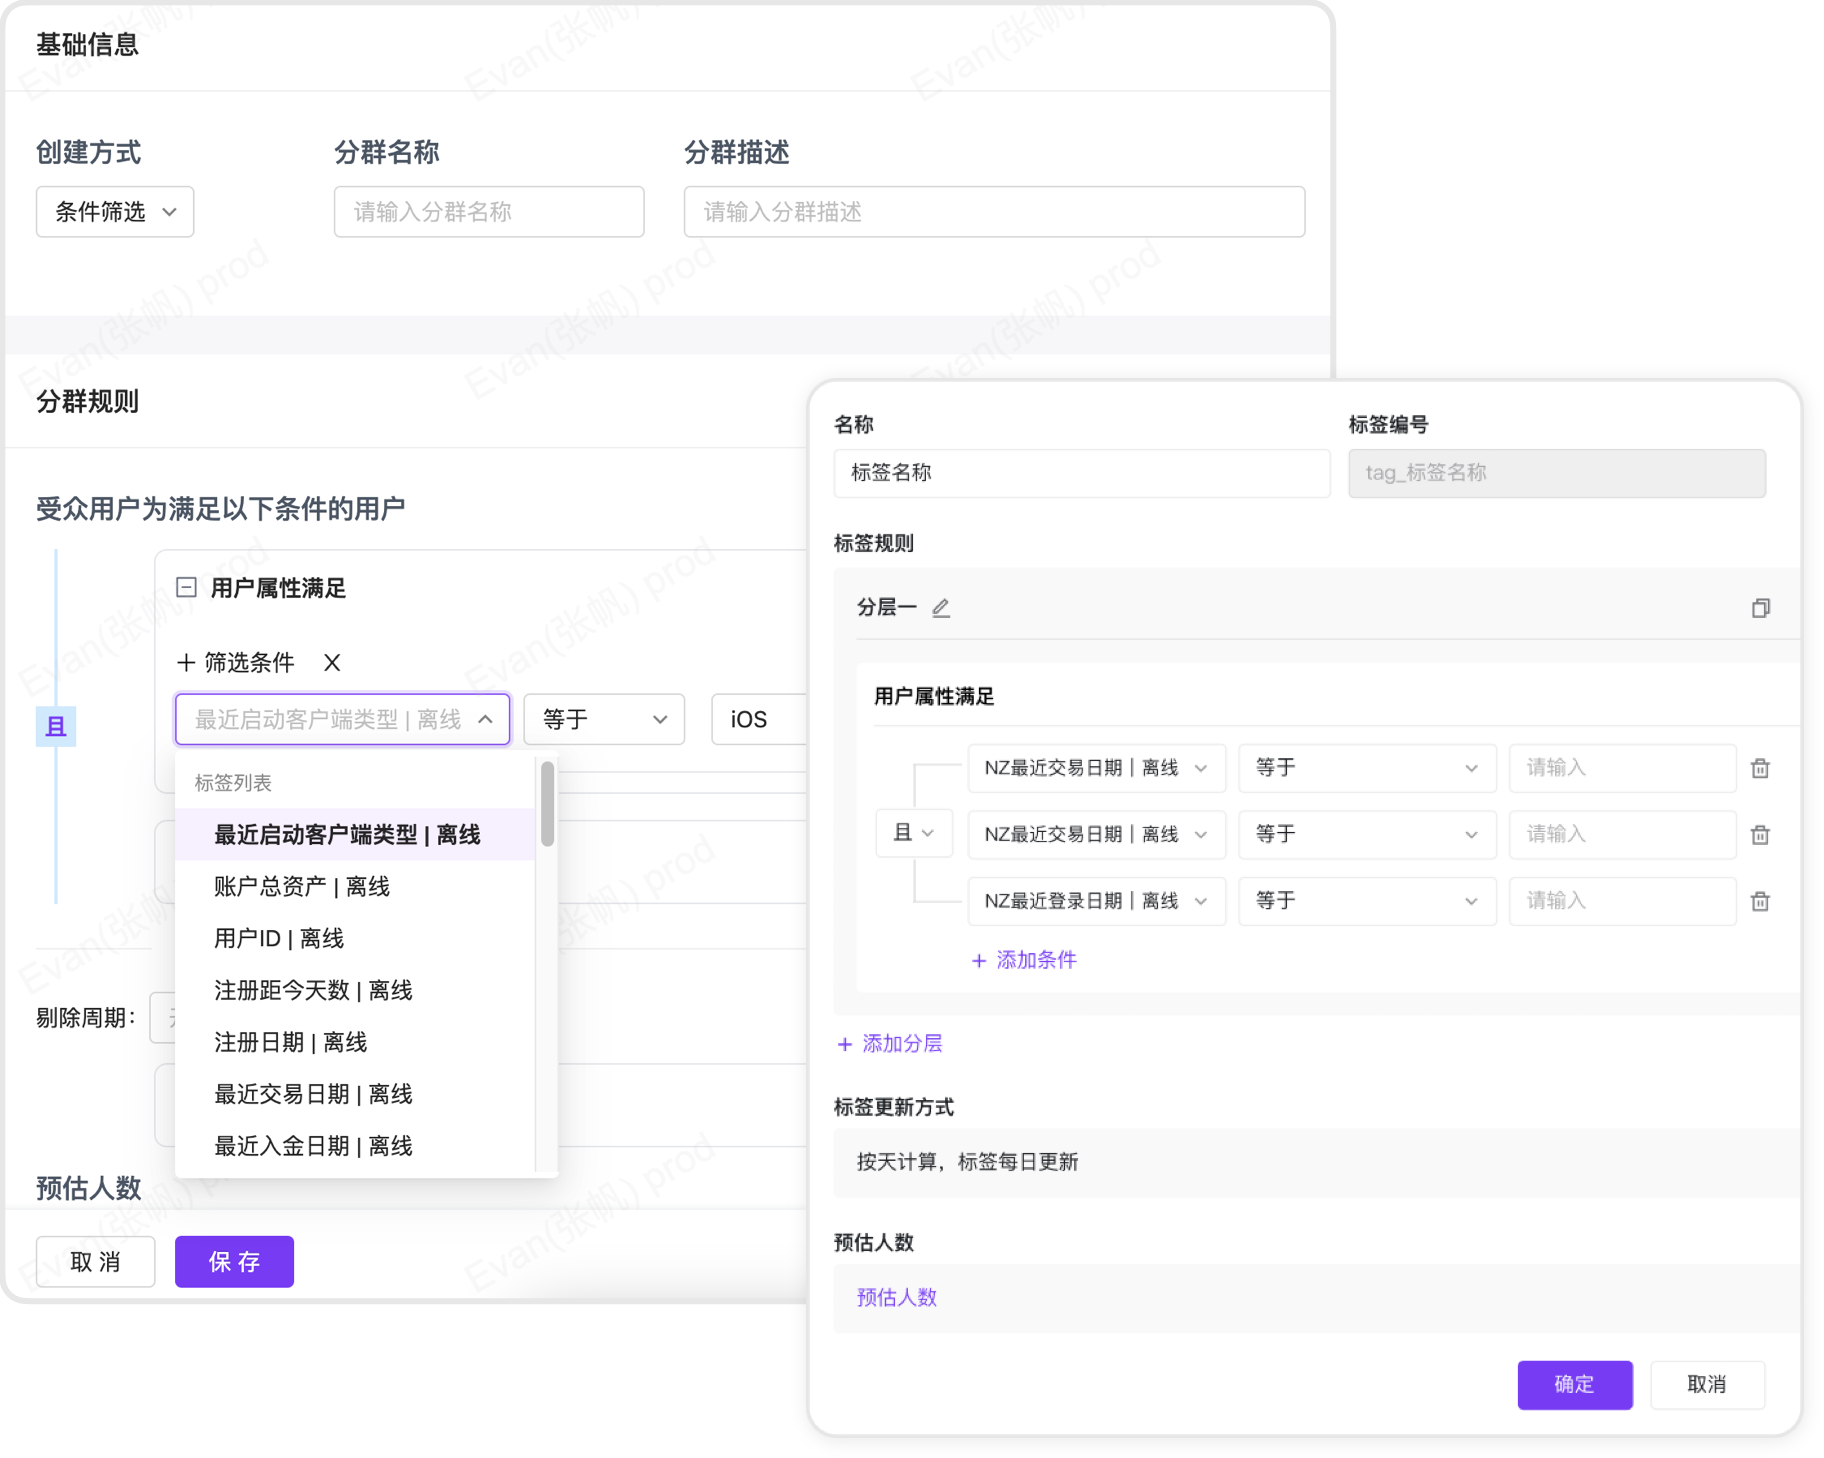 基础信息
创建方式
分群名称
分群描述
条件筛选
请输入分群名称
请输入分群描述
分群规则
受众用户为满足以下条件的用户
用户属性满足
+ 筛选条件 X
且
最近启动客户端类型 | 离线
等于
iOS
标签列表
最近启动客户端类型 | 离线
账户总资产 | 离线
用户ID | 离线
注册距今天数 | 离线
注册日期 | 离线
最近交易日期 | 离线
最近入金日期 | 离线
剔除周期:
预估人数
取 消
保 存
名称
标签编号
标签名称
tag_标签名称
标签规则
分层一
用户属性满足
且
NZ最近交易日期｜离线
等于
请输入
NZ最近交易日期｜离线
等于
请输入
NZ最近登录日期｜离线
等于
请输入
+ 添加条件
+ 添加分层
标签更新方式
按天计算，标签每日更新
预估人数
预估人数
确定
取消
Evan(张帆) prod